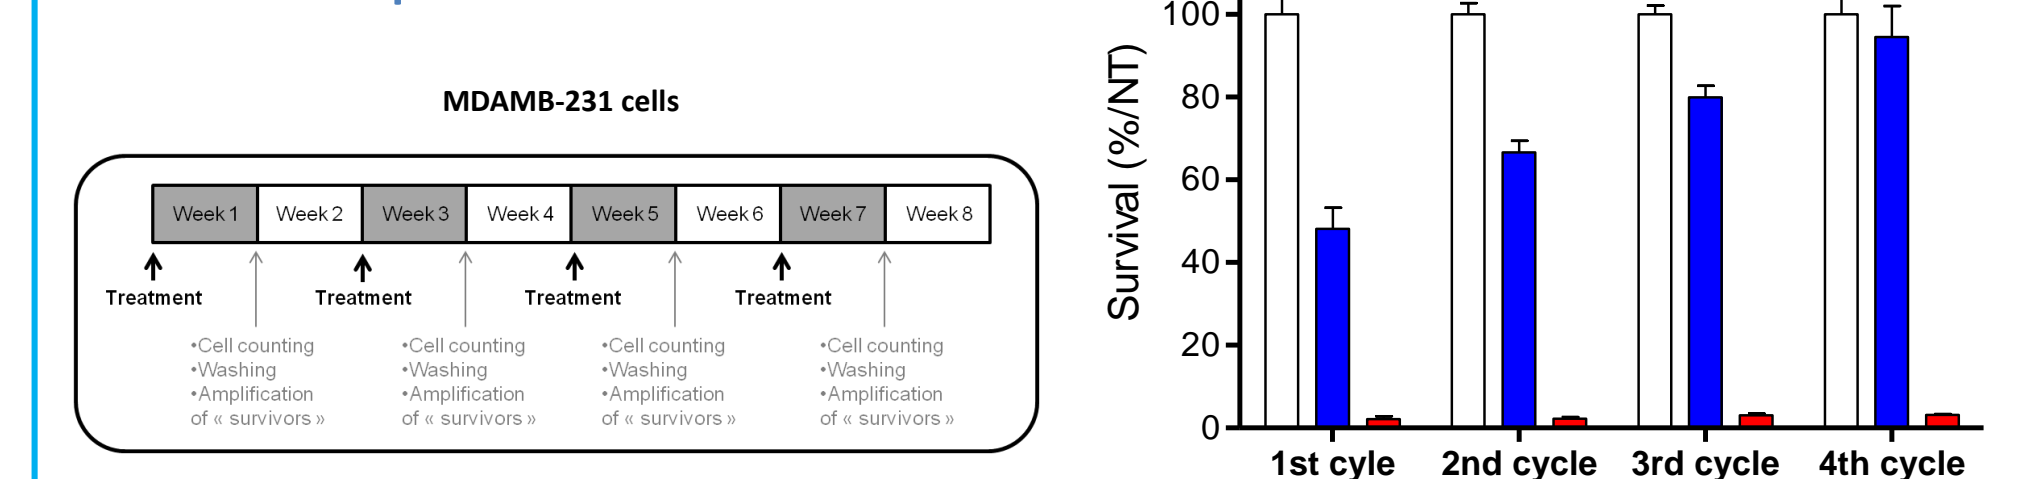 MDAMB-231 cells
Week 1 Week 2 Week 3 Week 4 Week 5 Week 6 Week 7 Week 8
Treatment Treatment Treatment Treatment
•Cell counting
•Washing
•Amplification
of « survivors »
•Cell counting
•Washing
•Amplification
of « survivors »
•Cell counting
•Washing
•Amplification
of « survivors »
•Cell counting
•Washing
•Amplification
of « survivors »
Survival (%/NT)
100
80
60
40
20
0
1st cyle 2nd cycle 3rd cycle 4th cycle